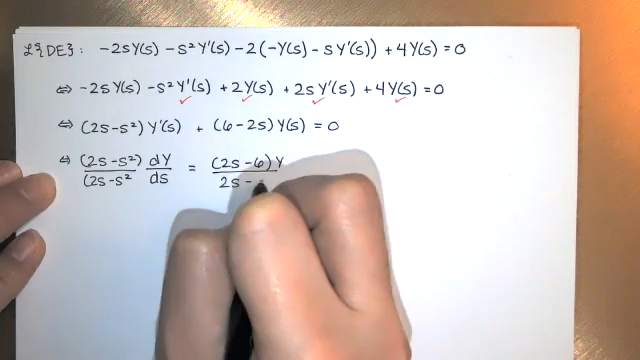 ℒ{DE}: -2sY(s) - s²Y'(s) - 2(-Y(s) - sY'(s)) + 4Y(s) = 0
⇔ -2sY(s) - s²Y'(s) + 2Y(s) + 2sY'(s) + 4Y(s) = 0
⇔ (2s-s²)Y'(s) + (6-2s)Y(s) = 0
⇔ (2s-s²) dY = (2s-6)Y
(2s-s² ds 2s-